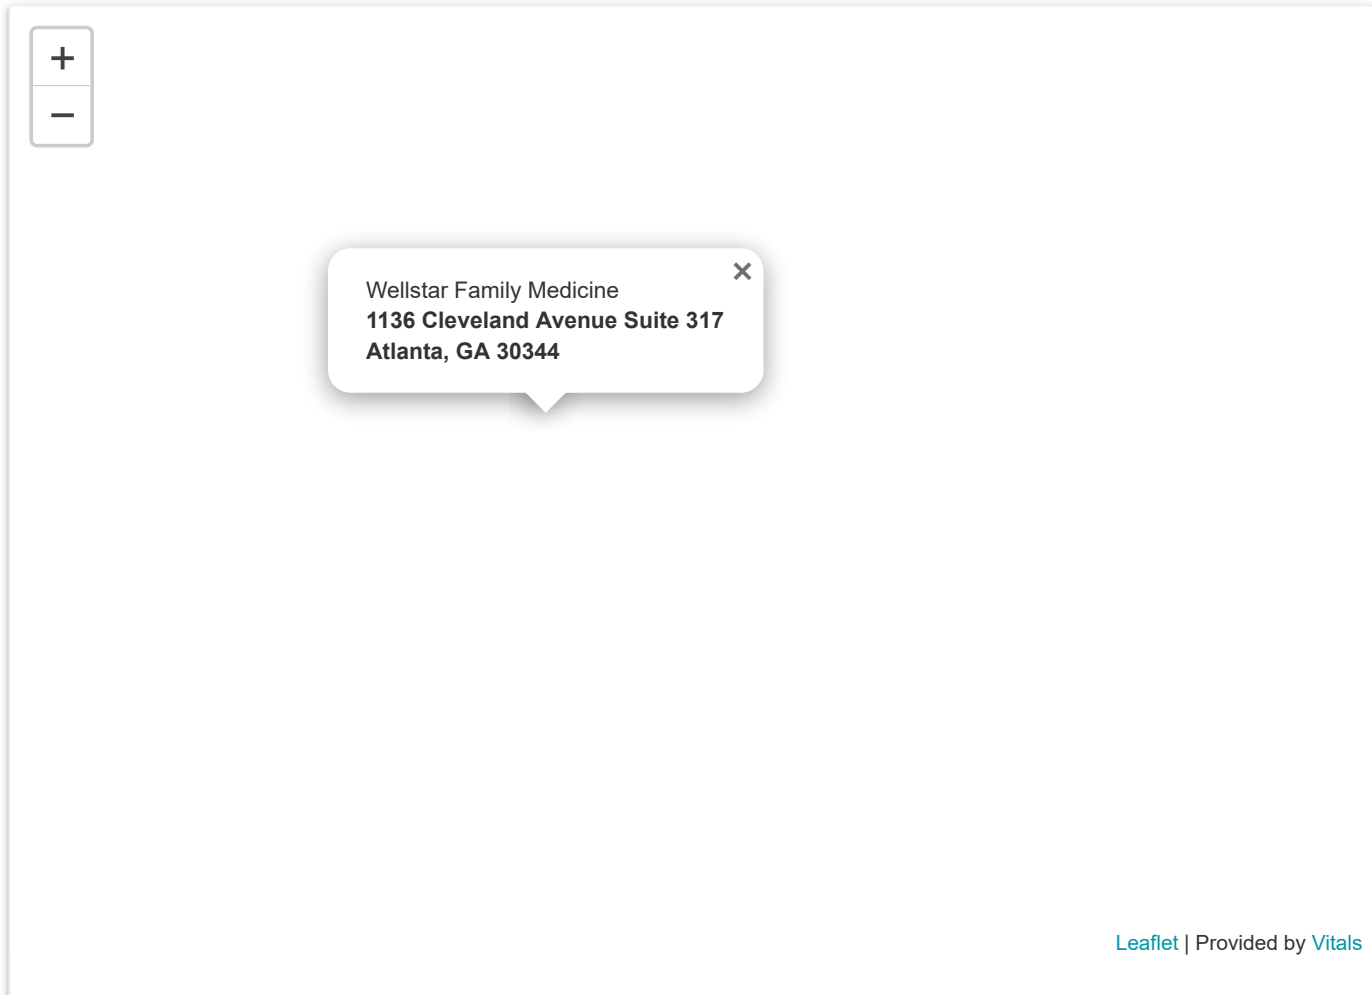 +
−
Wellstar Family Medicine
1136 Cleveland Avenue Suite 317
Atlanta, GA 30344
×
Leaflet | Provided by Vitals